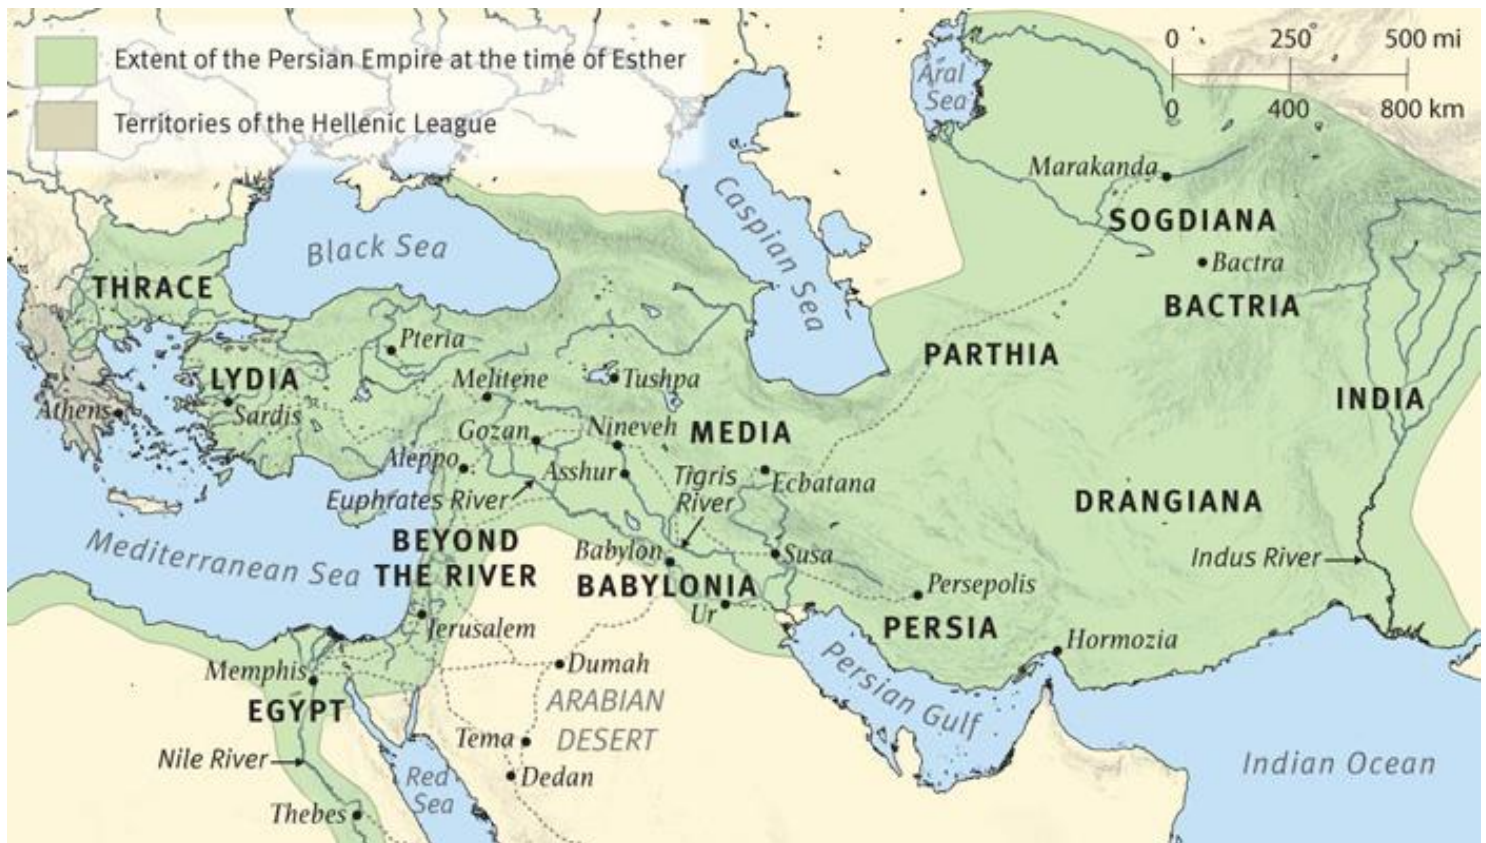 Extent of the Persian Empire at the time of Esther
Territories of the Hellenic League
0 250 500 mi
0 400 800 km
Aral
Sea
Marakanda
SOGDIANA
Bactra
BACTRIA
Caspian Sea
Black Sea
THRACE
PARTHIA
Pteria
LYDIA
Sardis
Athens
Melitene
Tushpa
INDIA
Gozan
Nineveh
MEDIA
Aleppo
Asshur
Tigris
River
Ecbatana
Euphrates River
DRANGIANA
Mediterranean Sea
BEYOND
THE RIVER
Babylon
BABYLONIA
Susa
Indus River
Persepolis
Ur
PERSIA
Jerusalem
Hormozia
Memphis
Dumah
Persian Gulf
EGYPT
ARABIAN
DESERT
Tema
Nile River
Dedan
Red
Sea
Indian Ocean
Thebes